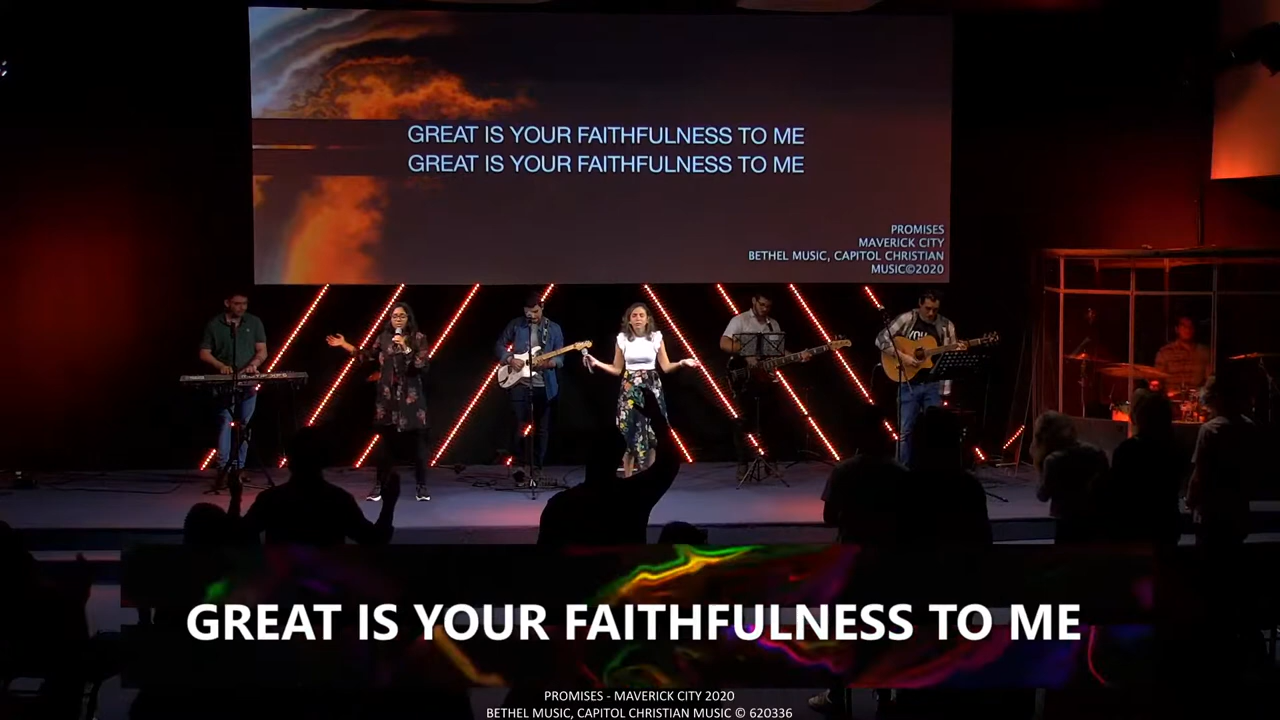 GREAT IS YOUR FAITHFULNESS TO ME
GREAT IS YOUR FAITHFULNESS TO ME
PROMISES
MAVERICK CITY
BETHEL MUSIC, CAPITOL CHRISTIAN
MUSIC©2020
GREAT IS YOUR FAITHFULNESS TO ME
PROMISES - MAVERICK CITY 2020
BETHEL MUSIC, CAPITOL CHRISTIAN MUSIC © 620336